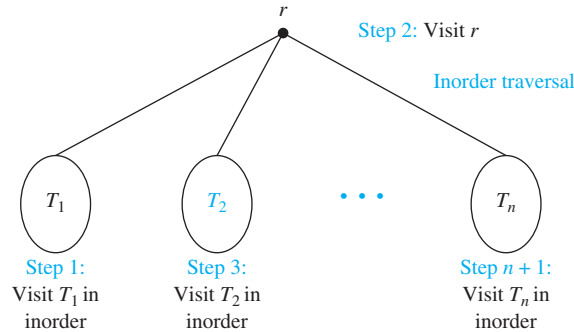 r
Step 2: Visit r
Inorder traversal
T1
T2
. . .
Tn
Step 1:
Visit T1 in
inorder
Step 3:
Visit T2 in
inorder
Step n + 1:
Visit Tn in
inorder